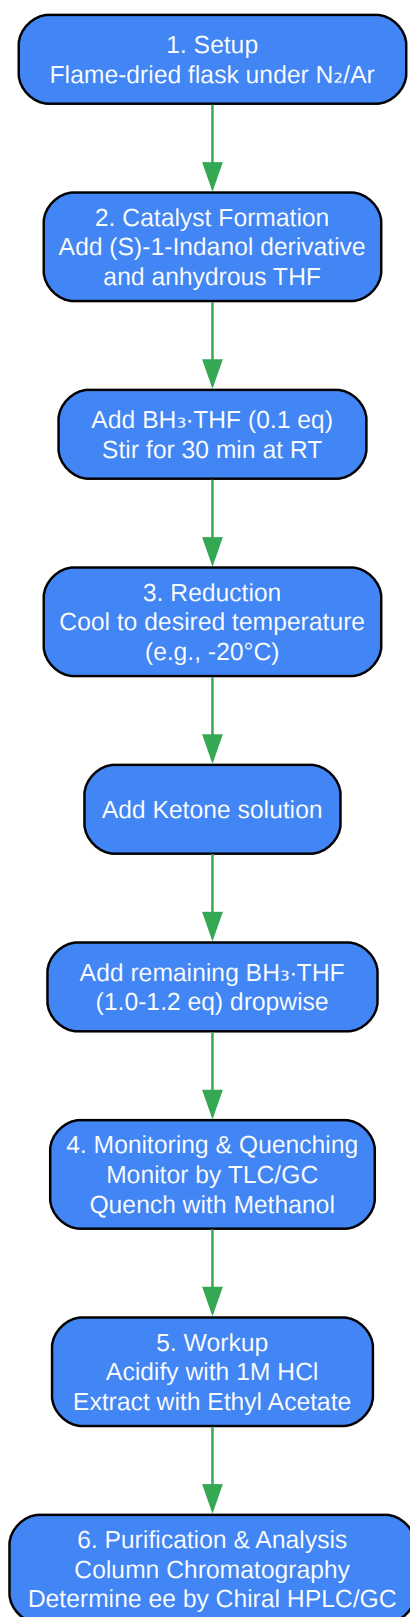 1. Setup
Flame-dried flask under N₂/Ar
2. Catalyst Formation
Add (S)-1-Indanol derivative
and anhydrous THF
Add BH₃·THF (0.1 eq)
Stir for 30 min at RT
3. Reduction
Cool to desired temperature
(e.g., -20°C)
Add Ketone solution
Add remaining BH₃·THF
(1.0-1.2 eq) dropwise
4. Monitoring & Quenching
Monitor by TLC/GC
Quench with Methanol
5. Workup
Acidify with 1M HCl
Extract with Ethyl Acetate
6. Purification & Analysis
Column Chromatography
Determine ee by Chiral HPLC/GC